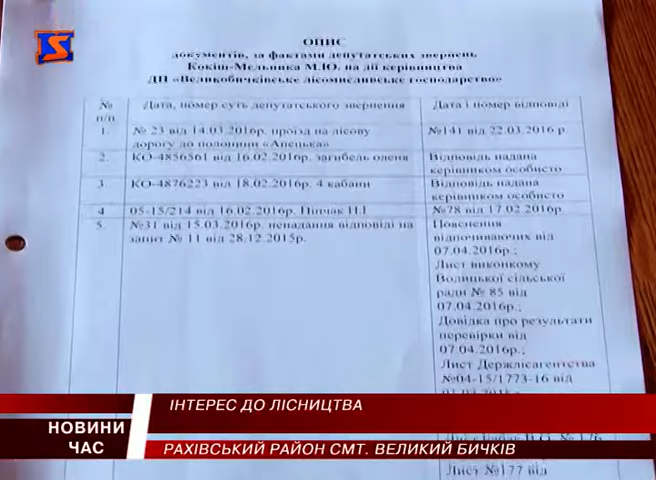 ОПИС
документів, за фактами депутатських звернень
Кокіш-Мельника М.Ю. на дії керівництва
ДП «Великобичківське лісомисливське господарство»
№ п/п
Дата, номер суть депутатського звернення
Дата і номер відповіді
1.
№ 23 від 14.03.2016р. проїзд на лісову
дорогу до полонини «Апецька»
№141 від 22.03.2016 р.
2.
КО-4856561 від 16.02.2016р. загибель оленя
Відповідь надана
керівником особисто
3.
КО-4876223 від 18.02.2016р. 4 кабани
Відповідь надана
керівником особисто
4
05-15/214 від 16.02.2016р. Ніпчак Н.І
№78 від 17.02.2016р.
5.
№31 від 15.03.2016р. ненадання відповіді на
запит № 11 від 28.12.2015р.
Пояснення
відпочиваючих від
07.04.2016р.;
Лист виконкому
Водицької сільської
ради № 85 від
07.04.2016р.;
Довідка про результати
перевірки від
07.04.2016р.;
Лист Держлісагентства
№04-15/1773-16 від
ІНТЕРЕС ДО ЛІСНИЦТВА
НОВИНИ
ЧАС
РАХІВСЬКИЙ РАЙОН СМТ. ВЕЛИКИЙ БИЧКІВ
Лист №177 від